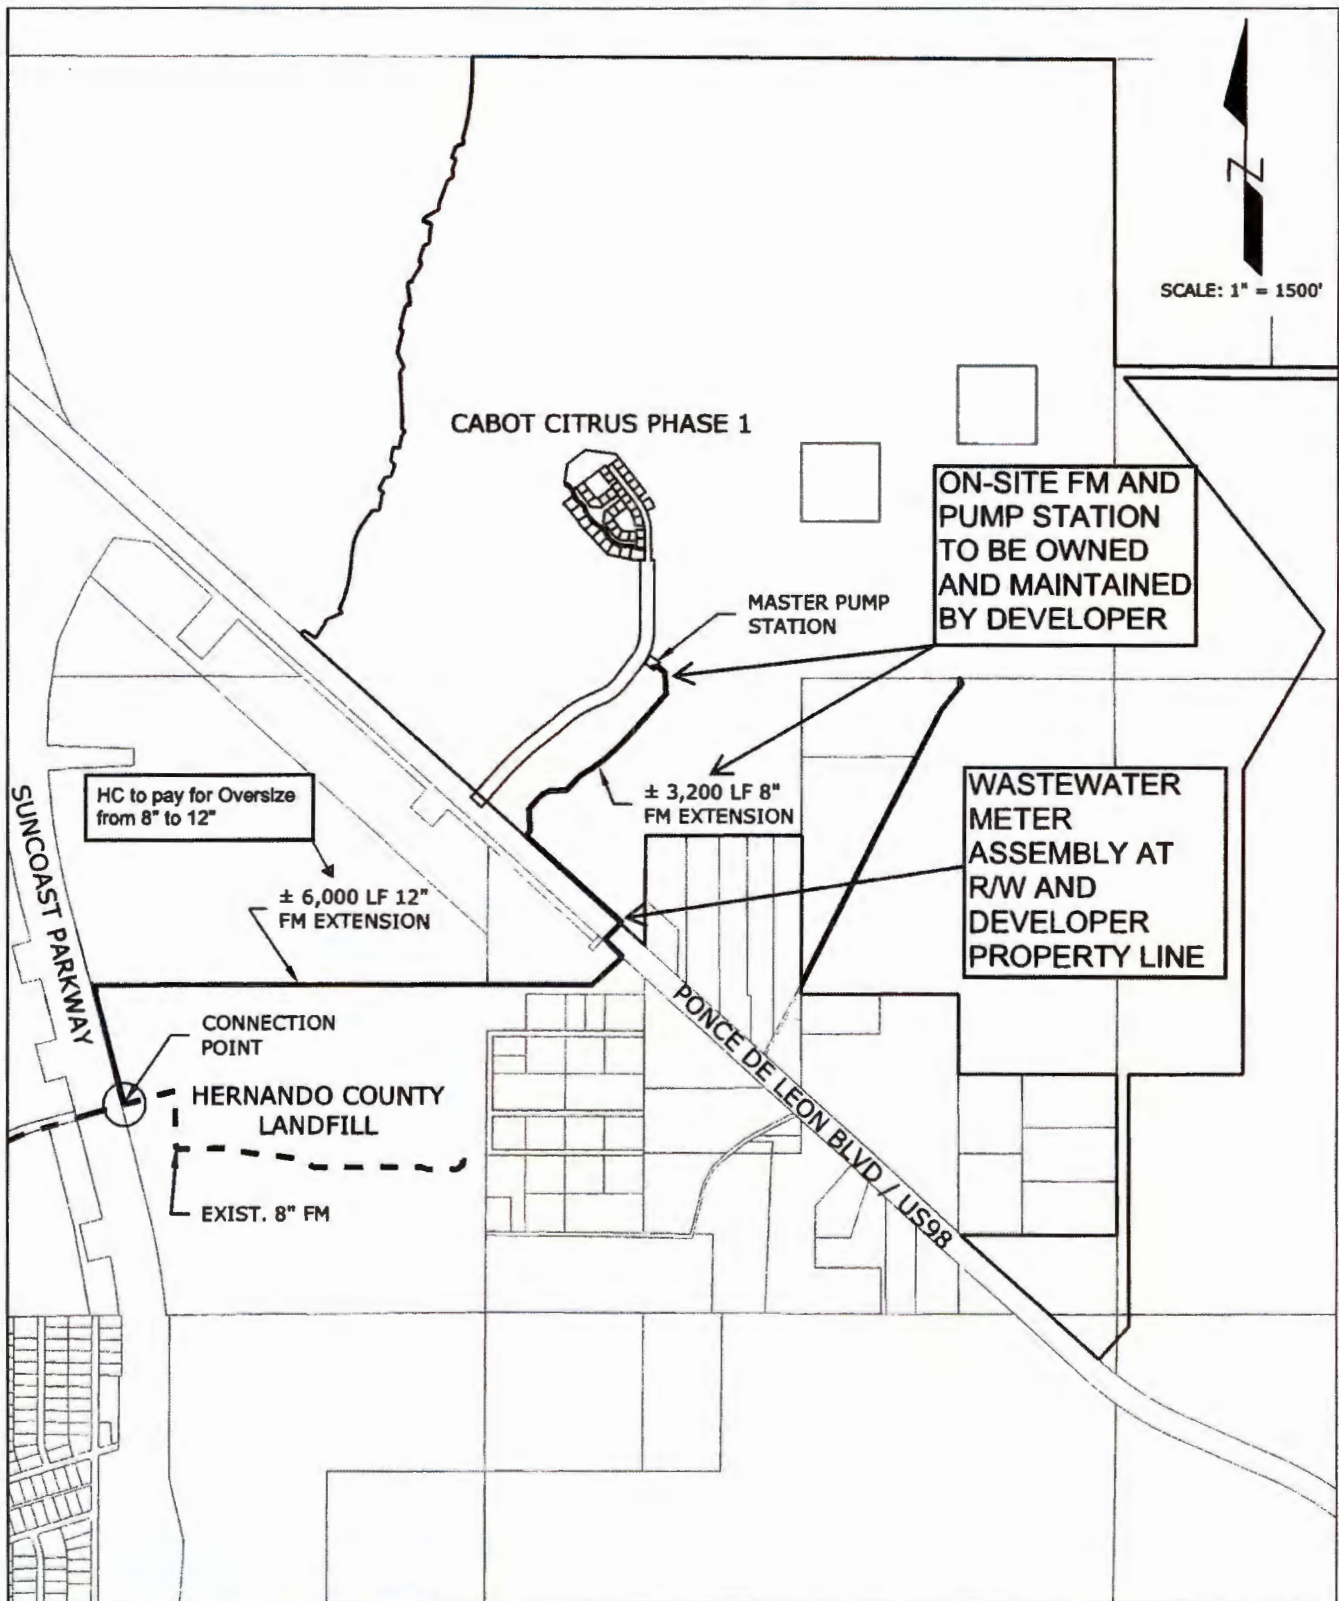 N
SCALE: 1" = 1500'
CABOT CITRUS PHASE 1
ON-SITE FM AND
PUMP STATION
TO BE OWNED
AND MAINTAINED
BY DEVELOPER
MASTER PUMP
STATION
± 3,200 LF 8"
FM EXTENSION
WASTEWATER
METER
ASSEMBLY AT
R/W AND
DEVELOPER
PROPERTY LINE
HC to pay for Oversize
from 8" to 12"
SUNCOAST PARKWAY
± 6,000 LF 12"
FM EXTENSION
CONNECTION
POINT
HERNANDO COUNTY
LANDFILL
EXIST. 8" FM
PONCE DE LEON BLVD / US98